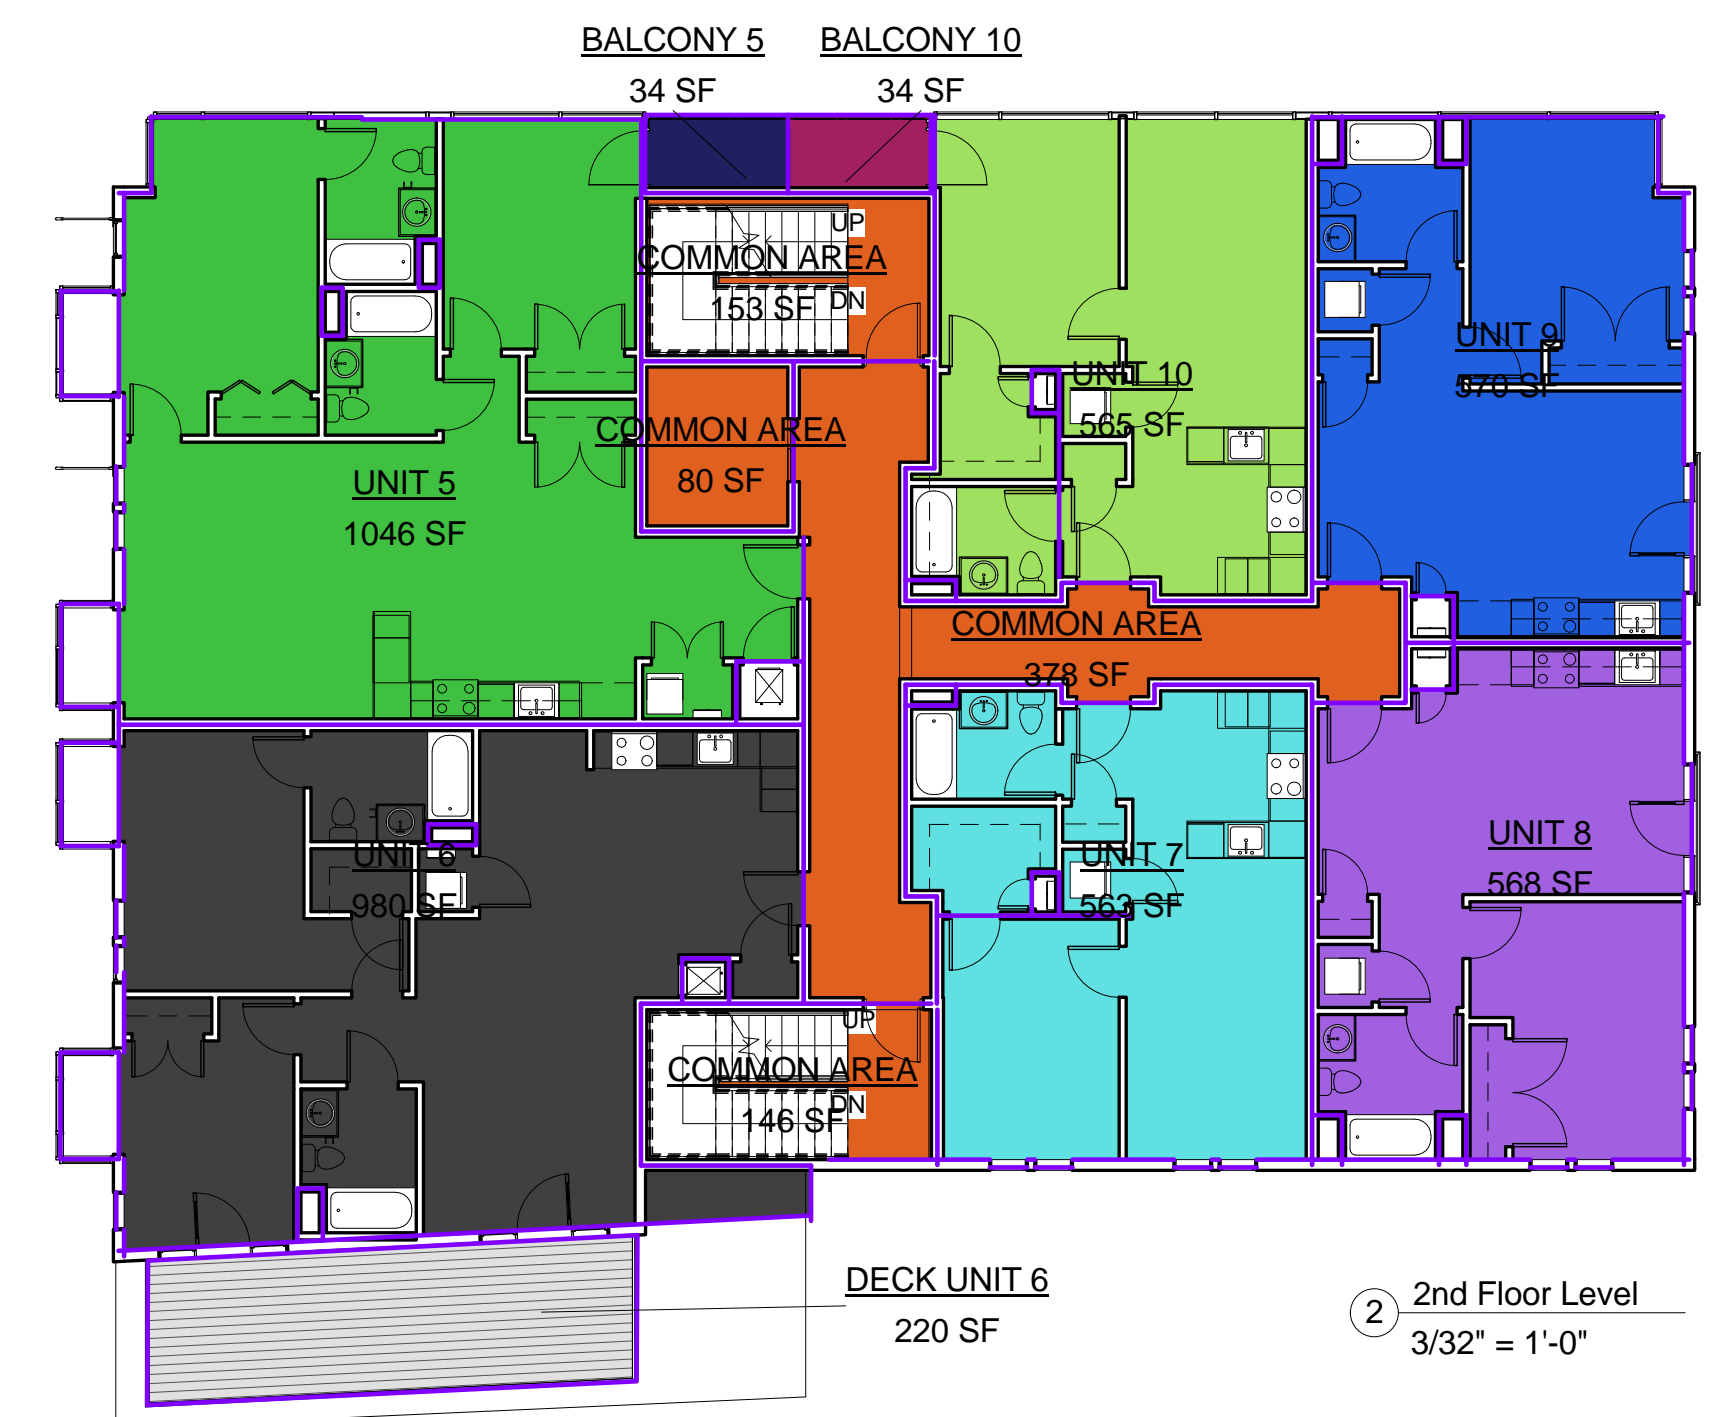 BALCONY 5
34 SF
BALCONY 10
34 SF
UP
COMMON AREA
153 SF
DN
UNIT 9
570 SF
UNIT 10
565 SF
COMMON AREA
80 SF
UNIT 5
1046 SF
COMMON AREA
378 SF
UNIT 8
568 SF
UNIT 6
980 SF
UNIT 7
563 SF
UP
COMMON AREA
146 SF
DN
DECK UNIT 6
220 SF
2
2nd Floor Level
3/32" = 1'-0"